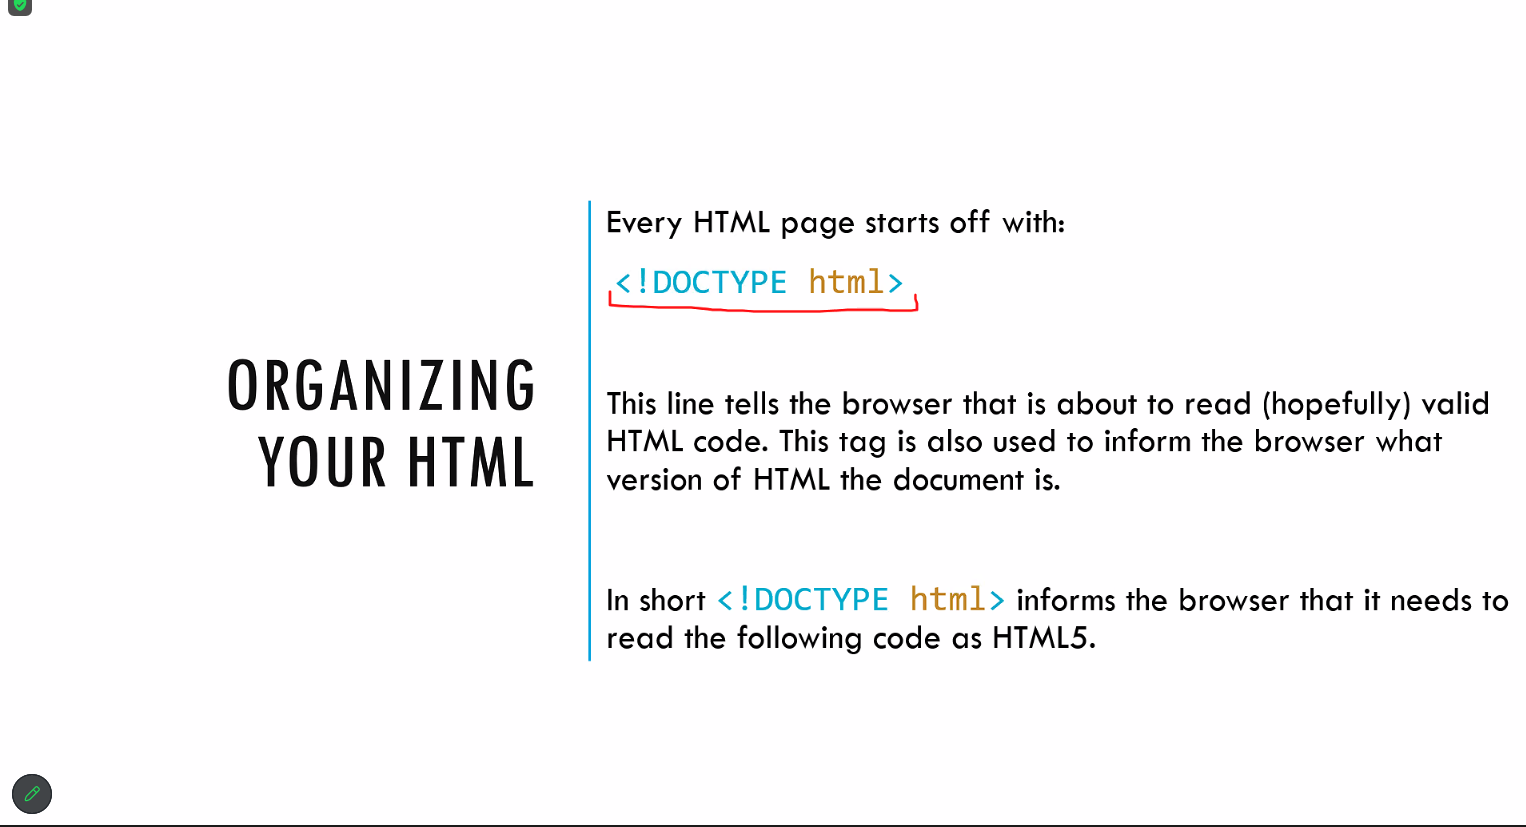 ORGANIZING
YOUR HTML
Every HTML page starts off with:
<!DOCTYPE html>
This line tells the browser that is about to read (hopefully) valid
HTML code. This tag is also used to inform the browser what
version of HTML the document is.
In short <!DOCTYPE html> informs the browser that it needs to
read the following code as HTML5.